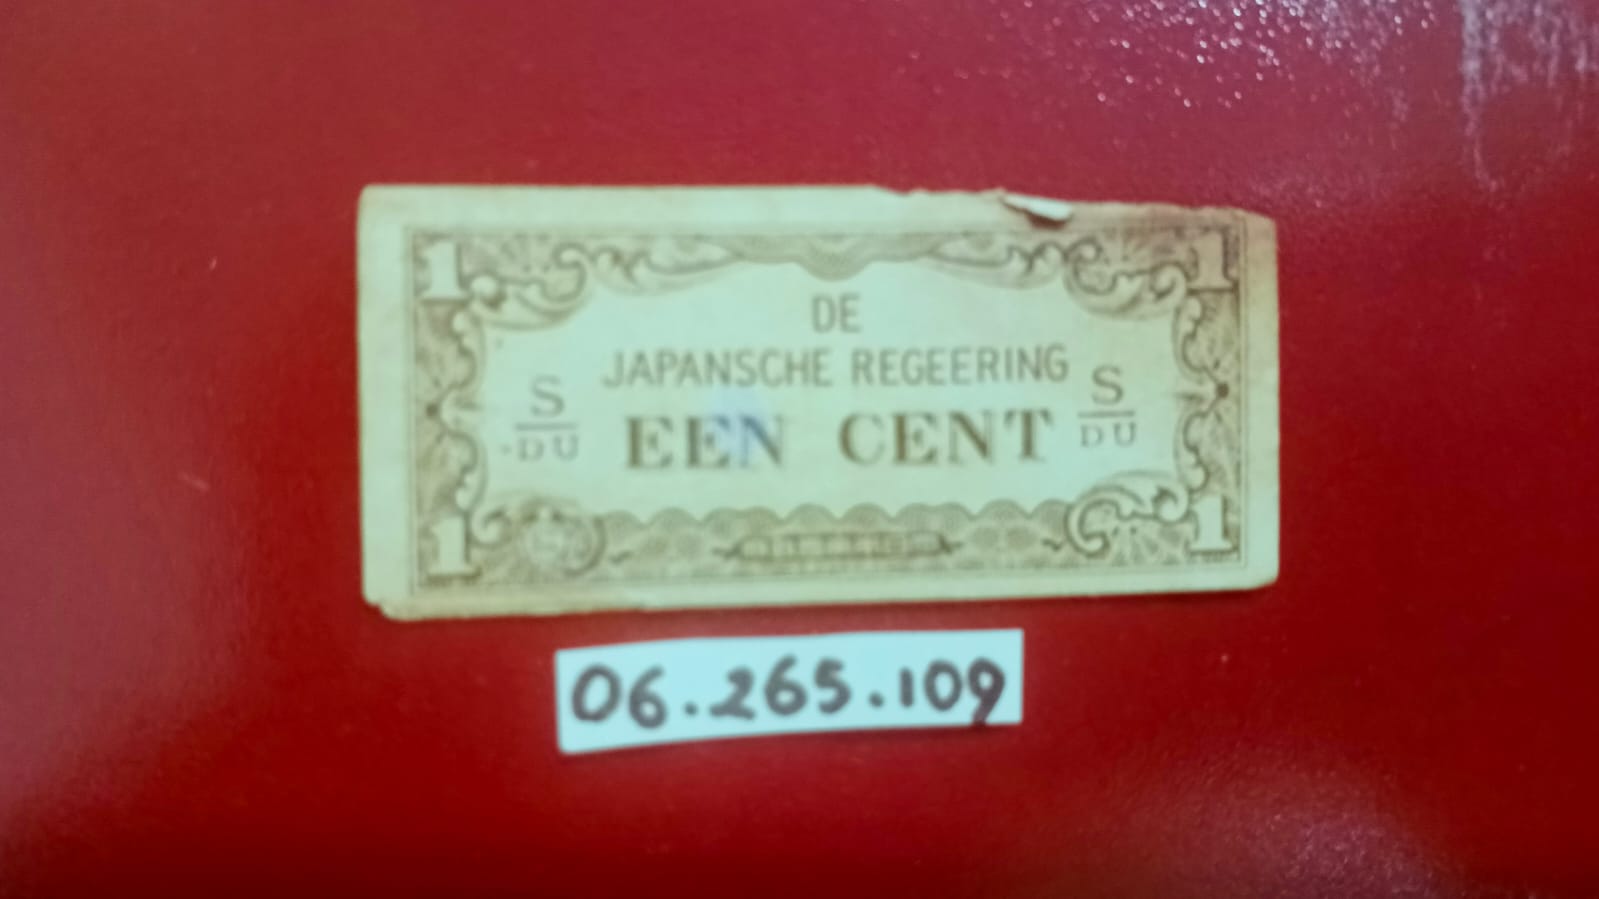 1 1
DE
JAPANSCHE REGEERING
S S
DU DU
EEN CENT
1 1
06.265.109